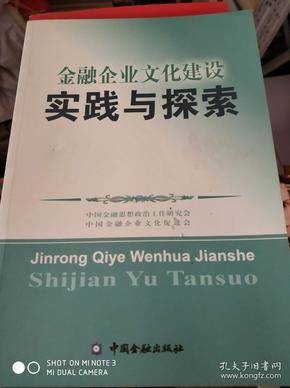 金融企业文化建设
实践与探索
中国金融思想政治工作研究会
中国金融企业文化促进会
Jinrong Qiye Wenhua Jianshe
Shijian Yu Tansuo
中国金融出版社
SHOT ON MI NOTE 3
MI DUAL CAMERA
孔夫子旧书网